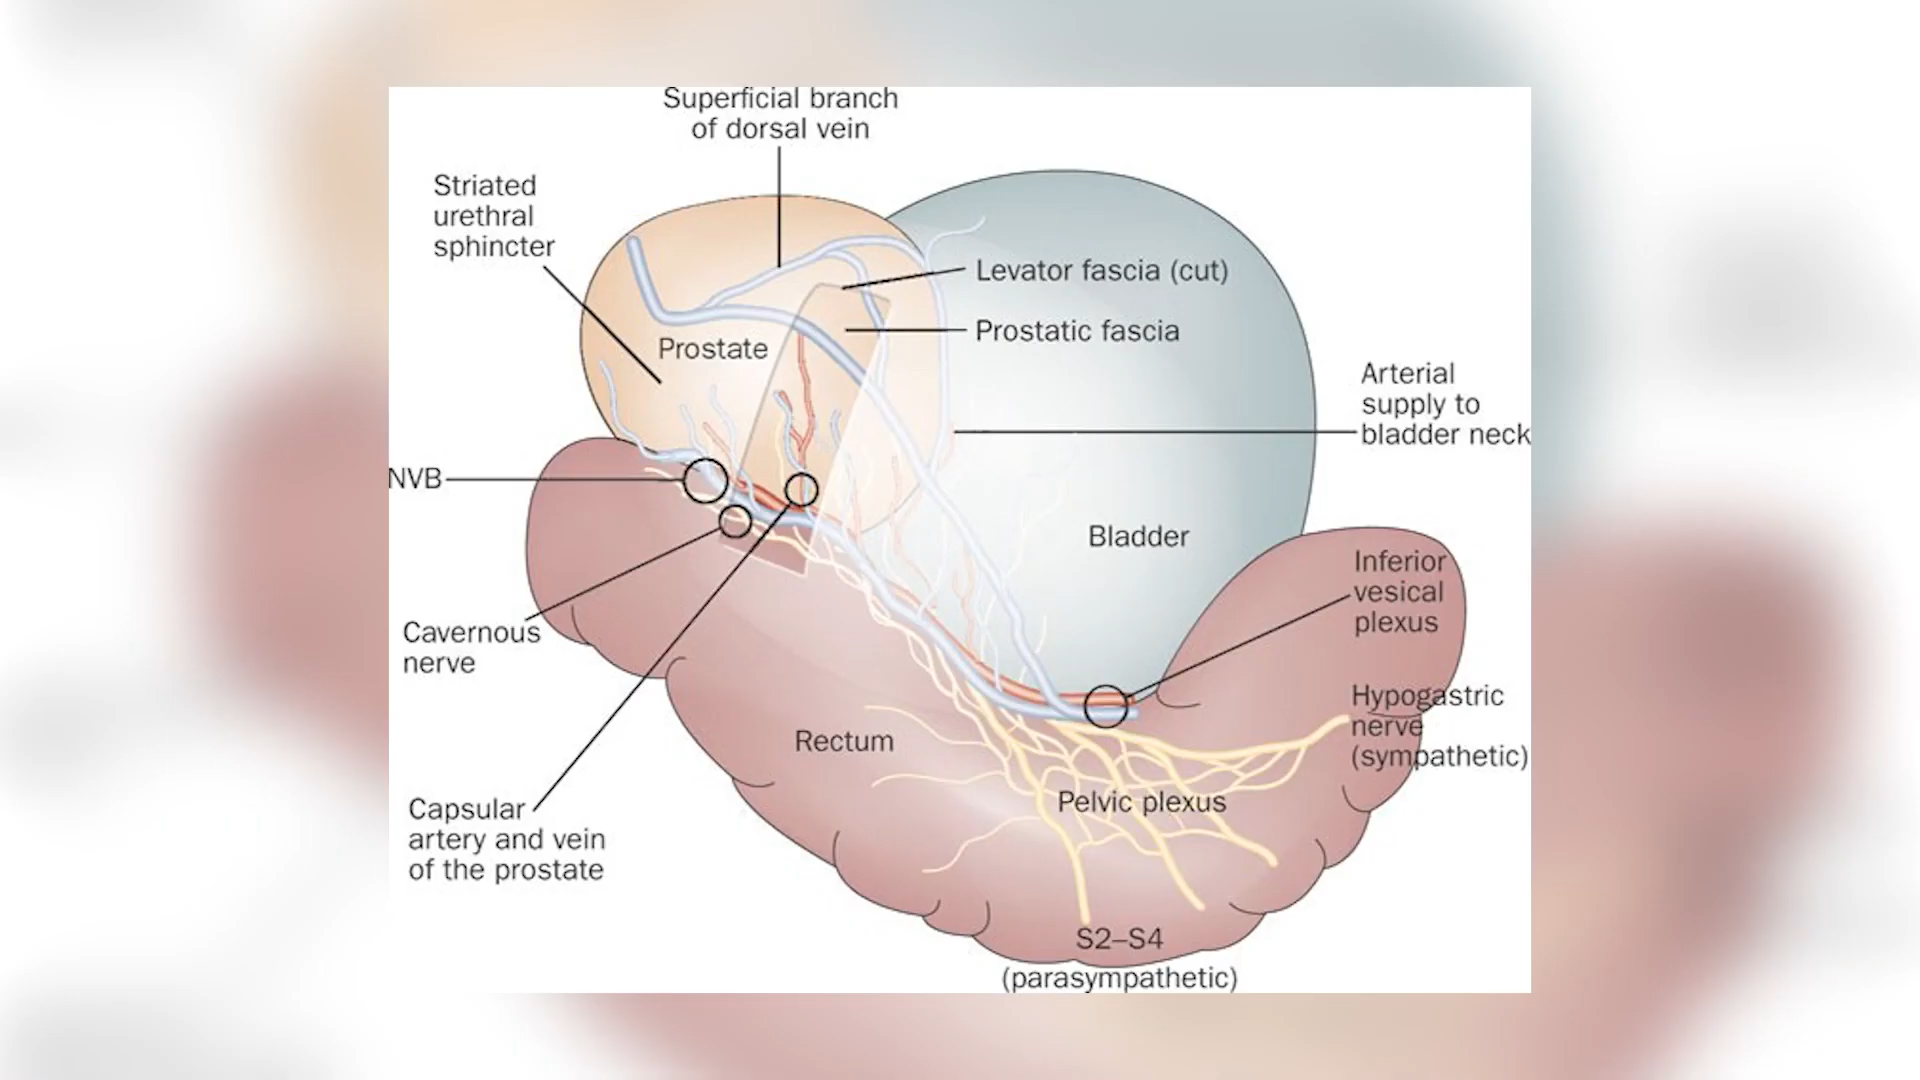 Superficial branch
of dorsal vein
Striated
urethral
sphincter
Levator fascia (cut)
Prostatic fascia
Prostate
Arterial
supply to
bladder neck
NVB
Bladder
Inferior
vesical
plexus
Cavernous
nerve
Hypogastric
nerve
(sympathetic)
Rectum
Pelvic plexus
Capsular
artery and vein
of the prostate
S2–S4
(parasympathetic)